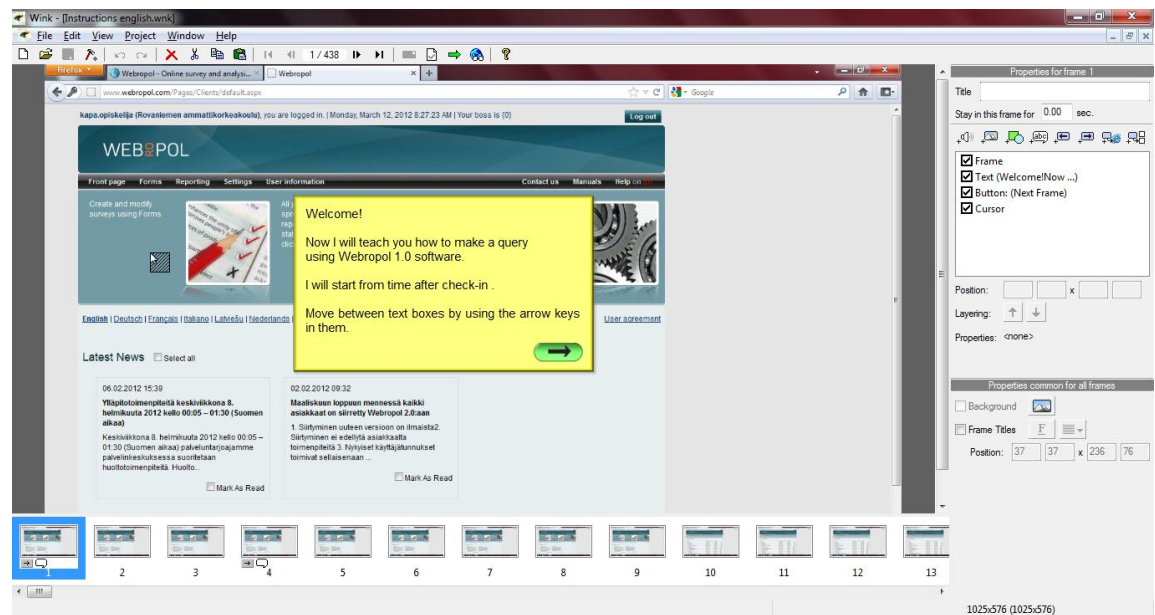 Wink - [Instructions english.wnk]
File Edit View Project Window Help
1 / 438
Firefox
Webropol - Online survey and analysi...
Webropol
www.webropol.com/Pages/Clients/default.aspx
Google
kapa.opiskelija (Rovaniemen ammattikorkeakoulu), you are logged in. | Monday, March 12, 2012 8:27:23 AM | Your boss is {0}
Log out
WEBROPOL
Front page Forms Reporting Settings User information Contact us Manuals Help on
Create and modify
surveys using Forms
Welcome!
Now I will teach you how to make a query
using Webropol 1.0 software.
I will start from time after check-in .
Move between text boxes by using the arrow keys
in them.
English | Deutsch | Français | Italiano | Latviešu | Nederlands
User agreement
Latest News Select all
06.02.2012 15:39
Ylläpitotoimenpiteitä keskiviikkona 8.
helmikuuta 2012 kello 00:05 – 01:30 (Suomen
aikaa)
Keskiviikkona 8. helmikuuta 2012 kello 00:05 –
01:30 (Suomen aikaa) palveluntarjoajamme
palvelinkeskuksessa suoritetaan
huoltotoimenpiteitä. Huolto...
Mark As Read
02.02.2012 09:32
Maaliskuun loppuun mennessä kaikki
asiakkaat on siirretty Webropol 2.0:aan
1. Siirtyminen uuteen versioon on ilmaista2.
Siirtyminen ei edellytä asiakkaalta
toimenpiteitä 3. Nykyiset käyttäjätunnukset
toimivat sellaisenaan ...
Mark As Read
Properties for frame 1
Title
Stay in this frame for 0.00 sec.
Frame
Text (Welcome!Now ...)
Button: (Next Frame)
Cursor
Position: x
Layering:
Properties: <none>
Properties common for all frames
Background
Frame Titles F
Position: 37 37 x 236 76
1 2 3 4 5 6 7 8 9 10 11 12 13
1025x576 (1025x576)